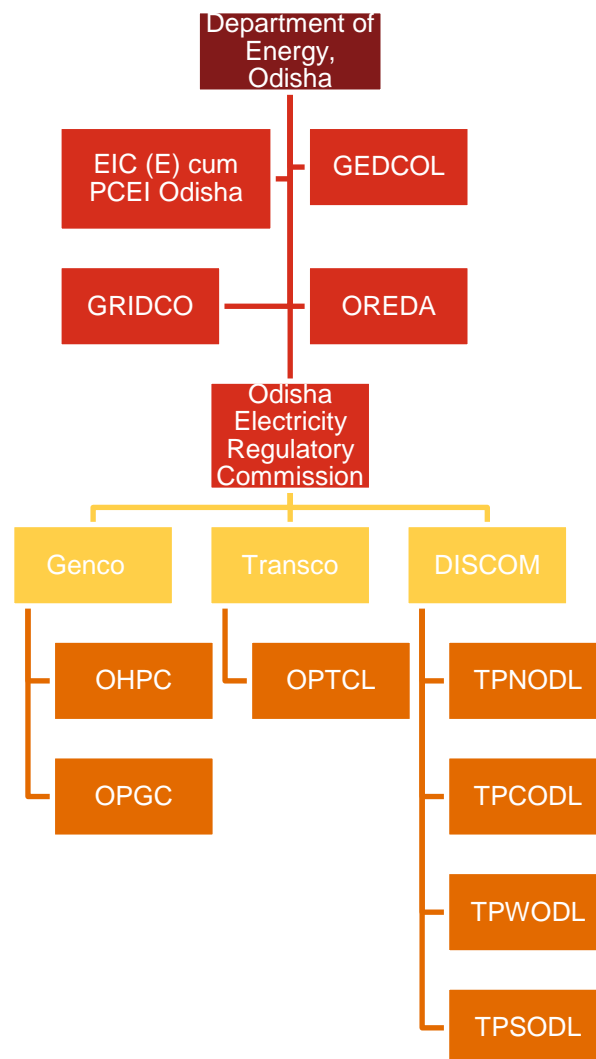 Department of
Energy,
Odisha
EIC (E) cum
PCEI Odisha
GEDCOL
GRIDCO
OREDA
Odisha
Electricity
Regulatory
Commission
Genco
Transco
DISCOM
OHPC
OPTCL
TPNODL
OPGC
TPCODL
TPWODL
TPSODL